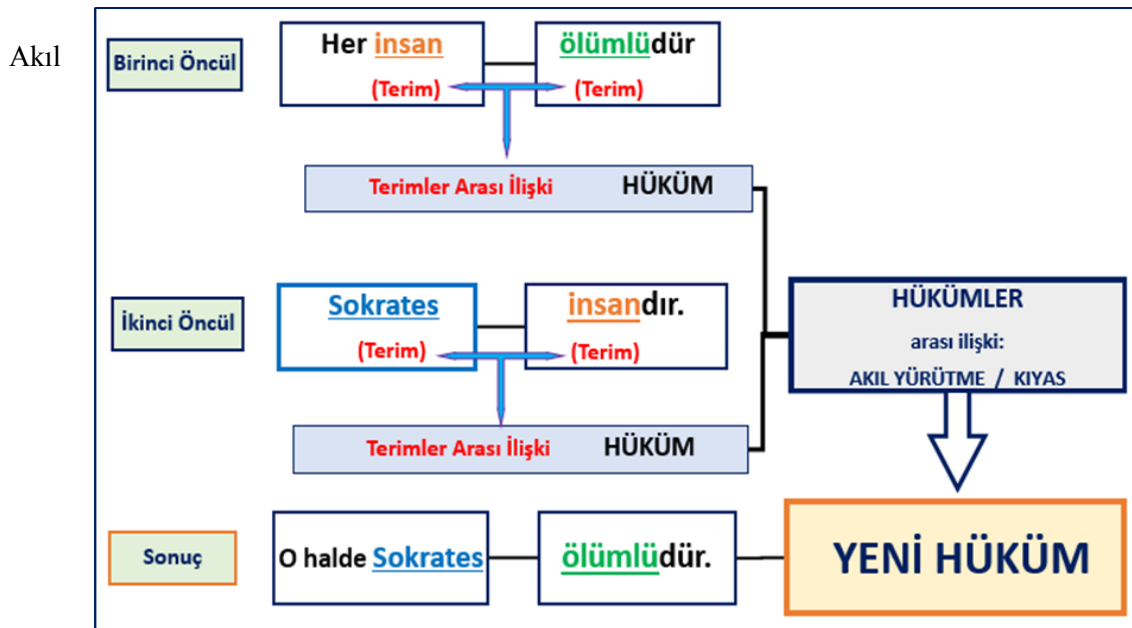 Akıl
Birinci Öncül
Her insan
ölümlüdür
(Terim)
(Terim)
Terimler Arası İlişki HÜKÜM
İkinci Öncül
Sokrates
insandır.
(Terim)
(Terim)
Terimler Arası İlişki HÜKÜM
HÜKÜMLER
arası ilişki:
AKIL YÜRÜTME / KIYAS
Sonuç
O halde Sokrates
ölümlüdür.
YENİ HÜKÜM